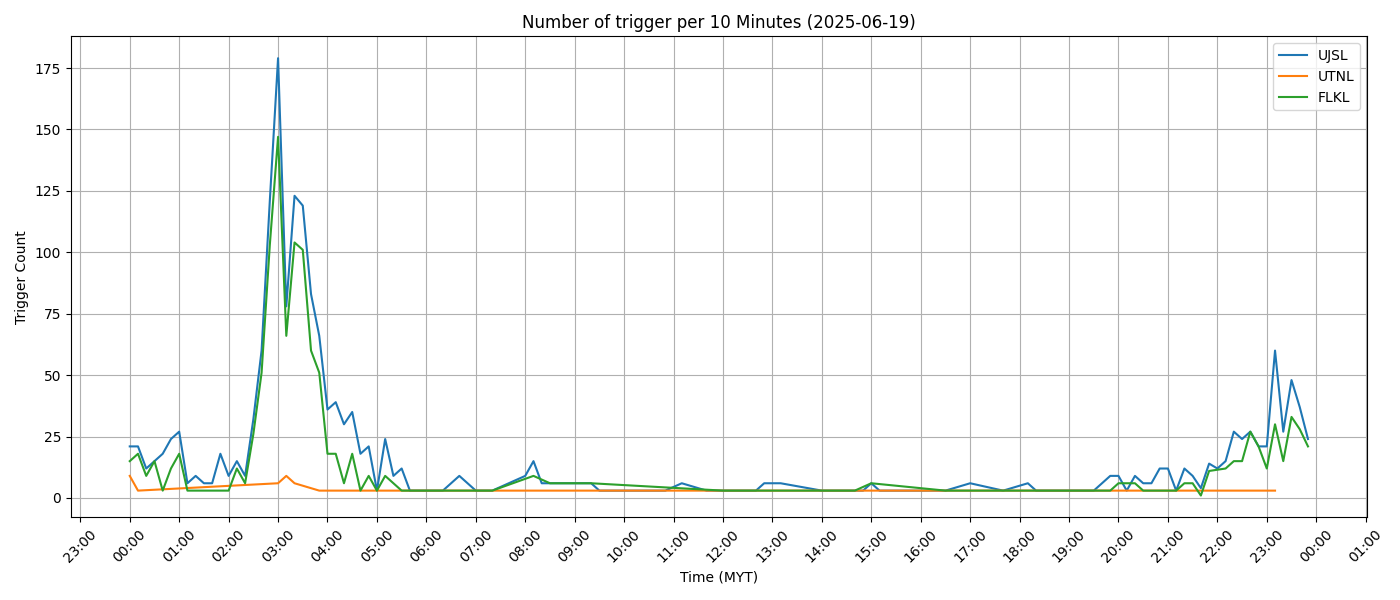 Number of trigger per 10 Minutes (2025-06-19)
UJSL
UTNL
FLKL
Trigger Count
175
150
125
100
75
50
25
0
23:00 00:00 01:00 02:00 03:00 04:00 05:00 06:00 07:00 08:00 09:00 10:00 11:00 12:00 13:00 14:00 15:00 16:00 17:00 18:00 19:00 20:00 21:00 22:00 23:00 00:00 01:00
Time (MYT)